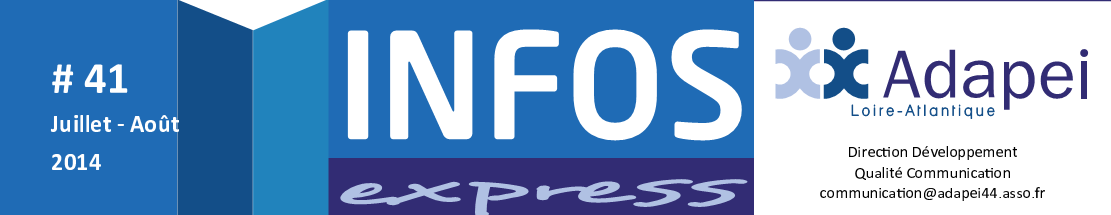 # 41
Juillet - Août
2014
INFOS
express
Adapei
Loire-Atlantique
Direction Développement
Qualité Communication
communication@adapei44.asso.fr